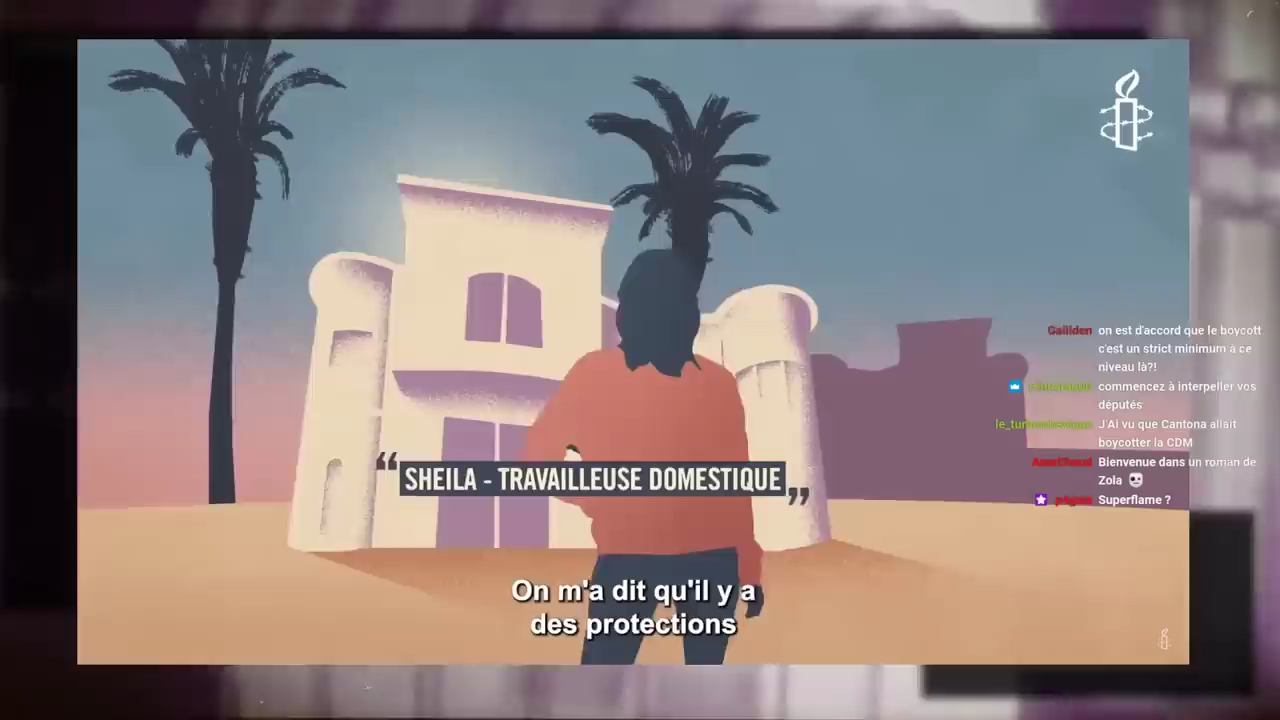 “ SHEILA - TRAVAILLEUSE DOMESTIQUE ”
On m'a dit qu'il y a
des protections
on est d'accord que le boycott
c'est un strict minimum à ce
niveau là?!
commencez à interpeller vos
députés
J'AI vu que Cantona allait
boycotter la CDM
Bienvenue dans un roman de
Zola
Superflame ?